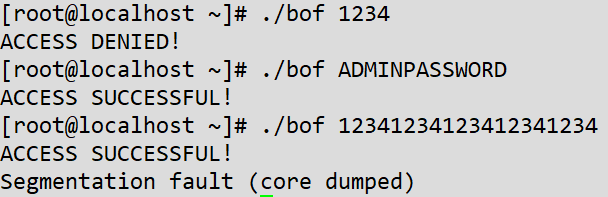 [root@localhost ~]# ./bof 1234
ACCESS DENIED!
[root@localhost ~]# ./bof ADMINPASSWORD
ACCESS SUCCESSFUL!
[root@localhost ~]# ./bof 12341234123412341234
ACCESS SUCCESSFUL!
Segmentation fault (core dumped)